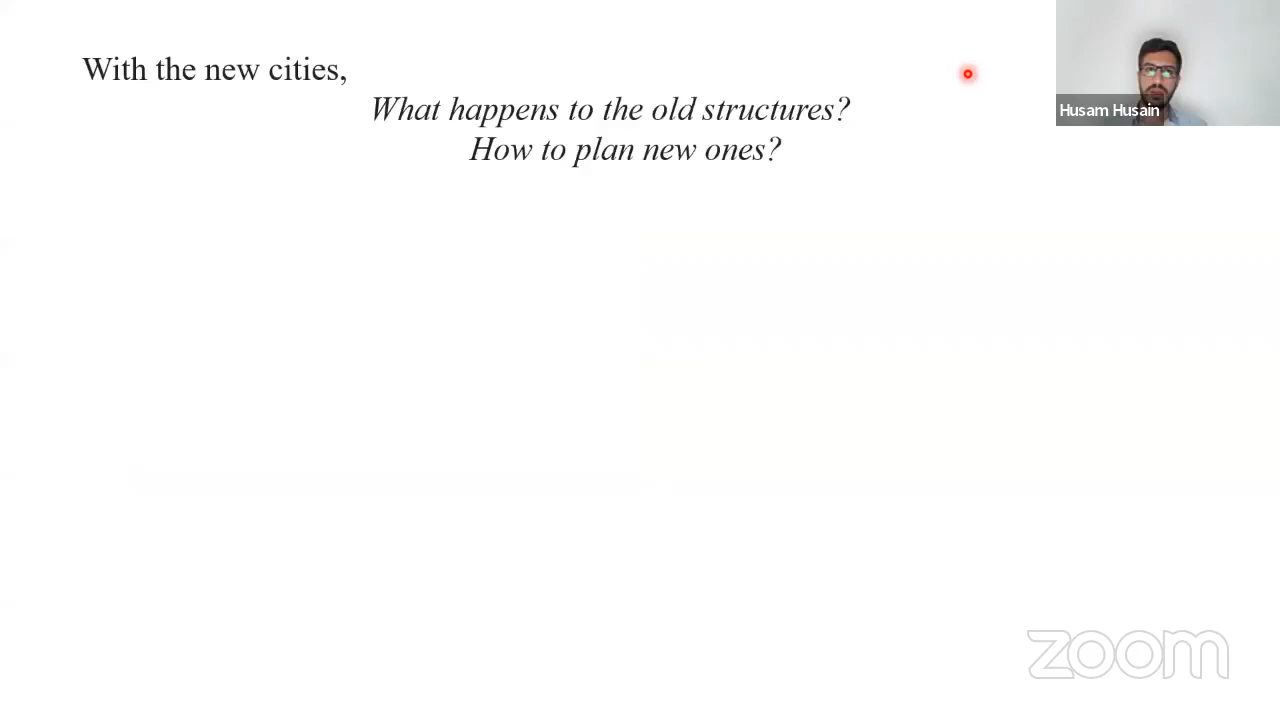 With the new cities,
What happens to the old structures?
How to plan new ones?
Husam Husain
zoom